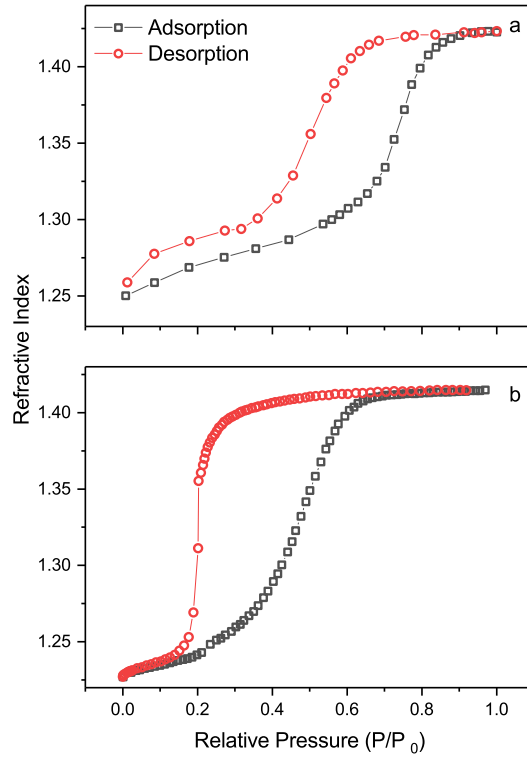 Adsorption
Desorption
a
1.40
1.35
1.30
1.25
Refractive Index
b
1.40
1.35
1.30
1.25
0.0 0.2 0.4 0.6 0.8 1.0
Relative Pressure (P/P 0)